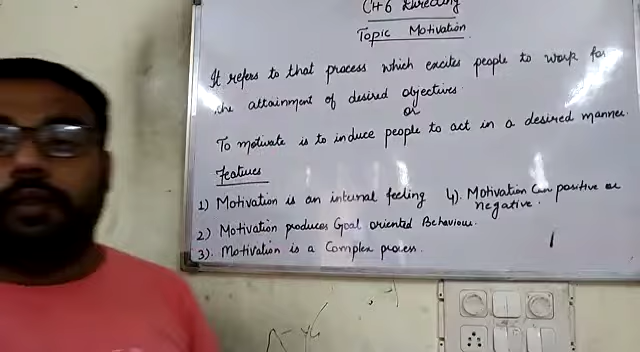 CH 6 Directing
Topic Motivation
It refers to that process which excites people to work for
the attainment of desired objectives.
or
To motivate is to induce people to act in a desired manner.
Features
1) Motivation is an internal feeling
2) Motivation produces Goal oriented Behaviour.
3). Motivation is a Complex process.
4). Motivation Can positive or
negative.